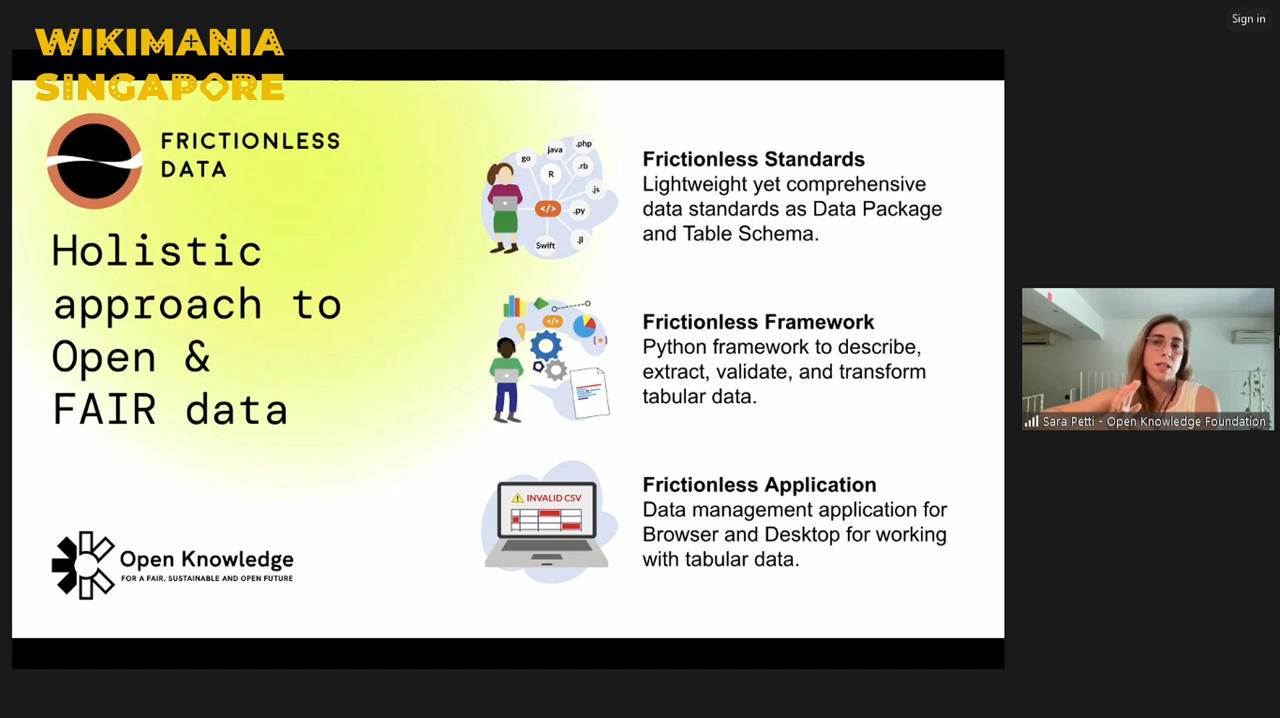 Sign in
WIKIMANIA
SINGAPORE
FRICTIONLESS
DATA
Holistic
approach to
Open &
FAIR data
Open Knowledge
FOR A FAIR, SUSTAINABLE AND OPEN FUTURE
go
java
.php
R
.rb
.js
</>
.py
Swift
.jl
Frictionless Standards
Lightweight yet comprehensive
data standards as Data Package
and Table Schema.
</>
Frictionless Framework
Python framework to describe,
extract, validate, and transform
tabular data.
INVALID CSV
Frictionless Application
Data management application for
Browser and Desktop for working
with tabular data.
Sara Petti - Open Knowledge Foundation